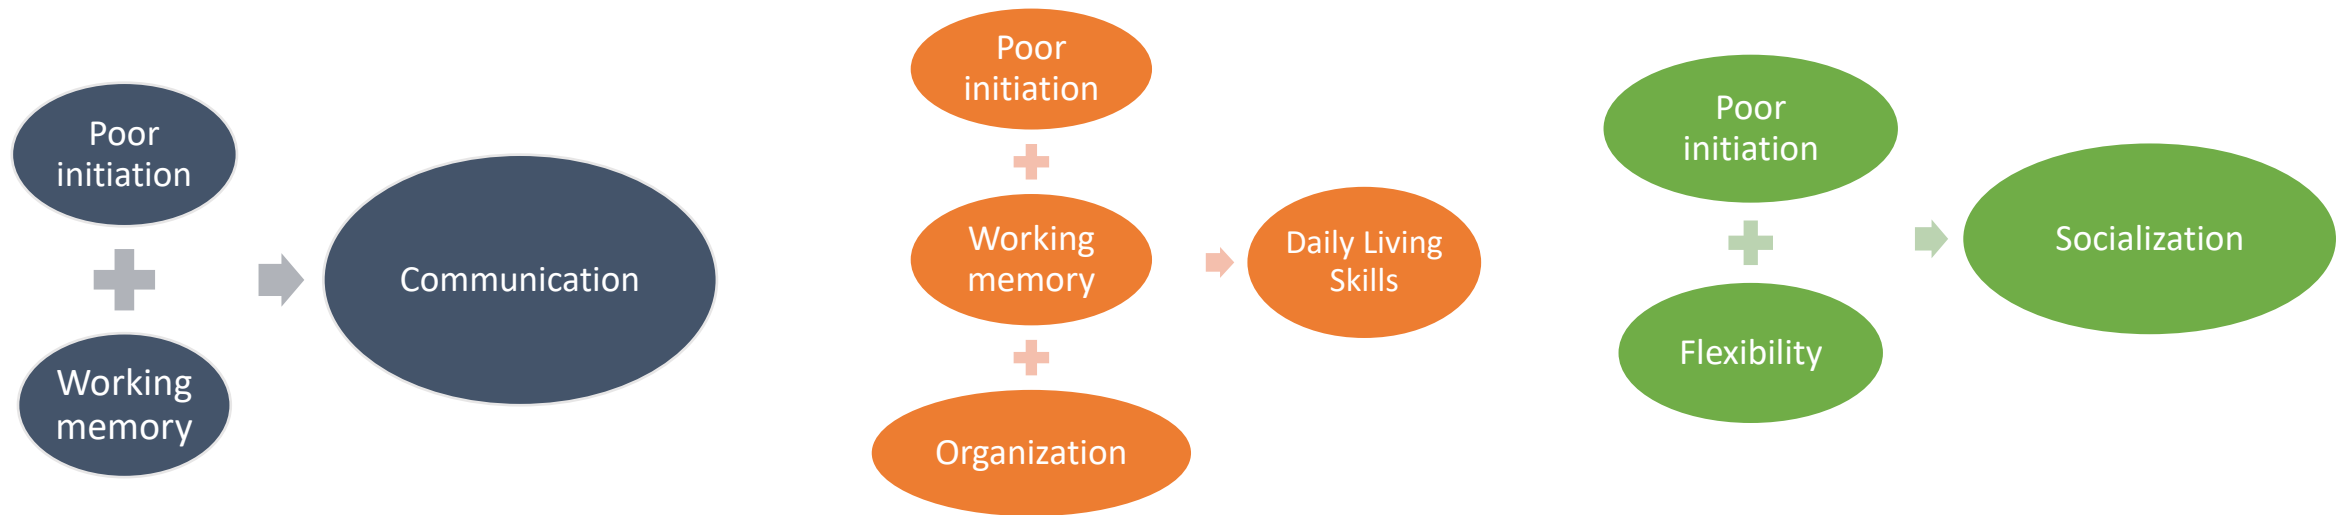 Poor
initiation
Working
memory
Communication
Poor
initiation
Working
memory
Organization
Daily Living
Skills
Poor
initiation
Flexibility
Socialization